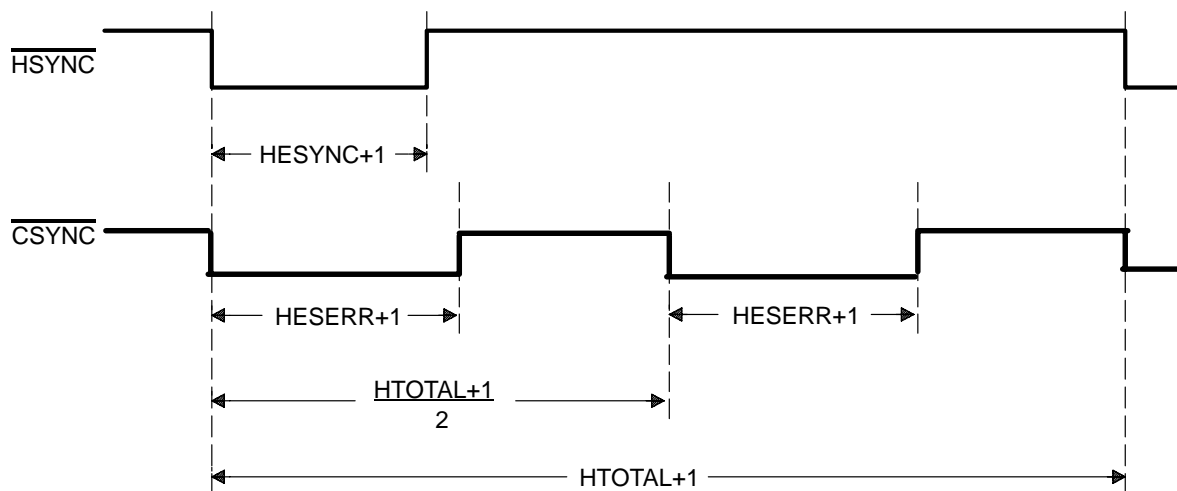 HSYNC
HESYNC+1
CSYNC
HESERR+1
HESERR+1
HTOTAL+1
2
HTOTAL+1